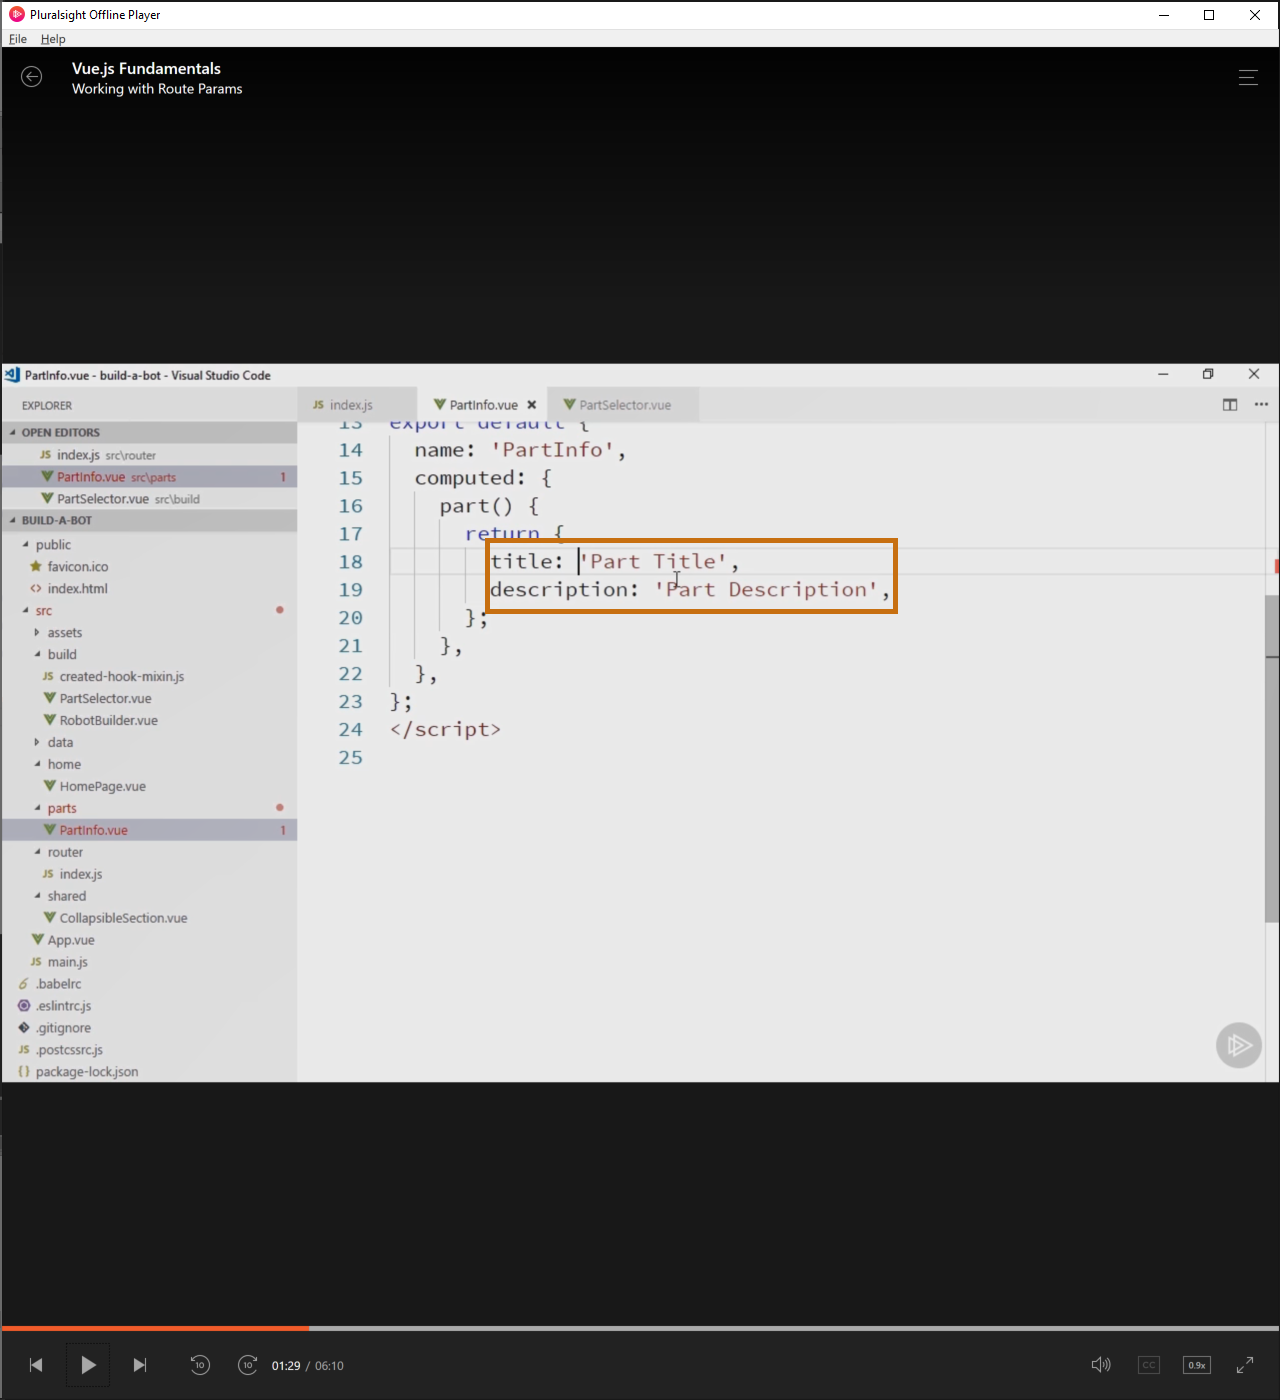 Pluralsight Offline Player
File Help
Vue.js Fundamentals
Working with Route Params
PartInfo.vue - build-a-bot - Visual Studio Code
EXPLORER
JS index.js
PartInfo.vue
PartSelector.vue
OPEN EDITORS
JS index.js src\router
PartInfo.vue src\parts 1
PartSelector.vue src\build
BUILD-A-BOT
public
favicon.ico
<> index.html
src
assets
build
JS created-hook-mixin.js
PartSelector.vue
RobotBuilder.vue
data
home
HomePage.vue
parts
PartInfo.vue 1
router
JS index.js
shared
CollapsibleSection.vue
App.vue
JS main.js
.babelrc
.eslintrc.js
.gitignore
JS .postcssrc.js
{} package-lock.json
13 export default {
14 name: 'PartInfo',
15 computed: {
16 part() {
17 return {
18 title: 'Part Title',
19 description: 'Part Description',
20 };
21 },
22 },
23 };
24 </script>
25
10
10
01:29 / 06:10
CC
0.9x